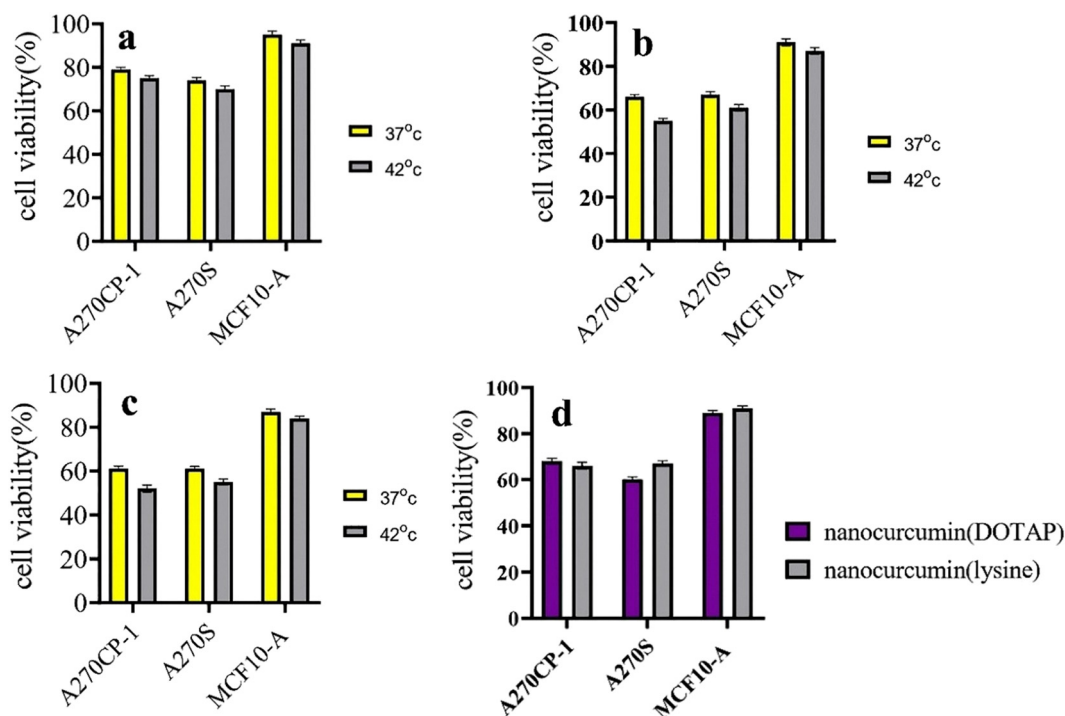 a
cell viability(%)
100
80
60
40
20
0
A270CP-1
A270S
MCF10-A
37°c
42°c
b
cell viability(%)
100
80
60
40
20
0
A270CP-1
A270S
MCF10-A
37°c
42°c
c
cell viability(%)
100
80
60
40
20
0
A270CP-1
A270S
MCF10-A
37°c
42°c
d
cell viability(%)
100
80
60
40
20
0
A270CP-1
A270S
MCF10-A
nanocurcumin(DOTAP)
nanocurcumin(lysine)